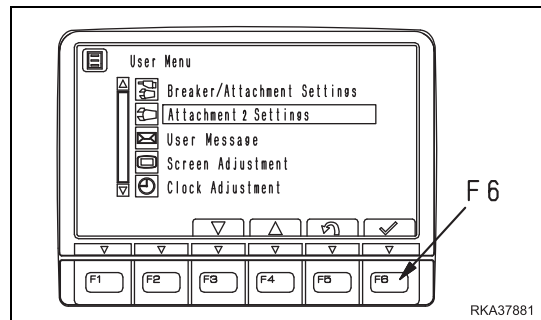 User Menu
Breaker/Attachment Settings
Attachment 2 Settings
User Message
Screen Adjustment
Clock Adjustment
F 6
F1 F2 F3 F4 F5 F6
RKA37881